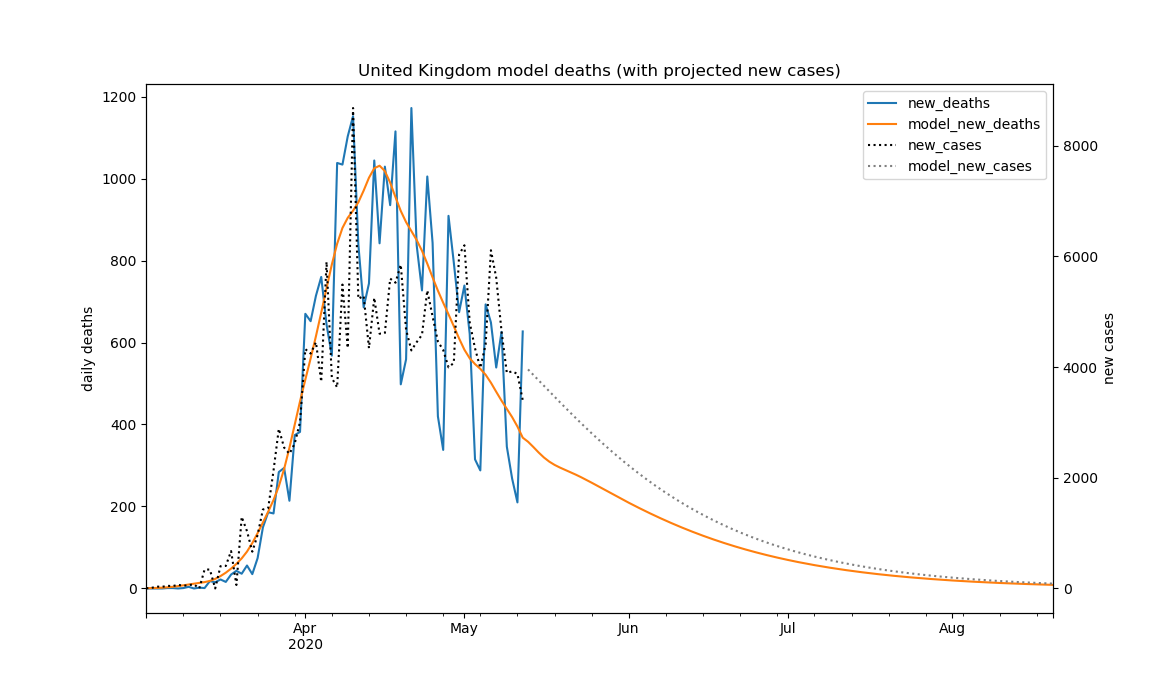 United Kingdom model deaths (with projected new cases)
new_deaths
model_new_deaths
new_cases
model_new_cases
1200
1000
800
600
400
200
0
daily deaths
8000
6000
4000
2000
0
new cases
Apr
2020
May
Jun
Jul
Aug